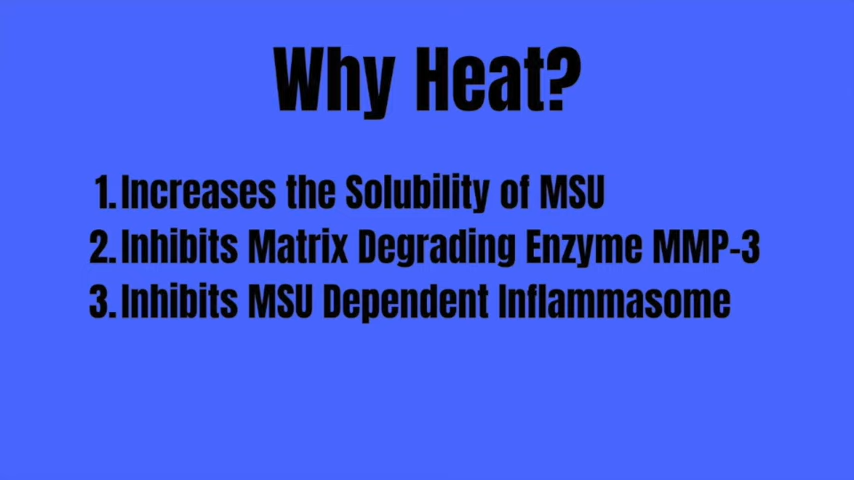 Why Heat?
1. Increases the Solubility of MSU
2. Inhibits Matrix Degrading Enzyme MMP-3
3. Inhibits MSU Dependent Inflammasome